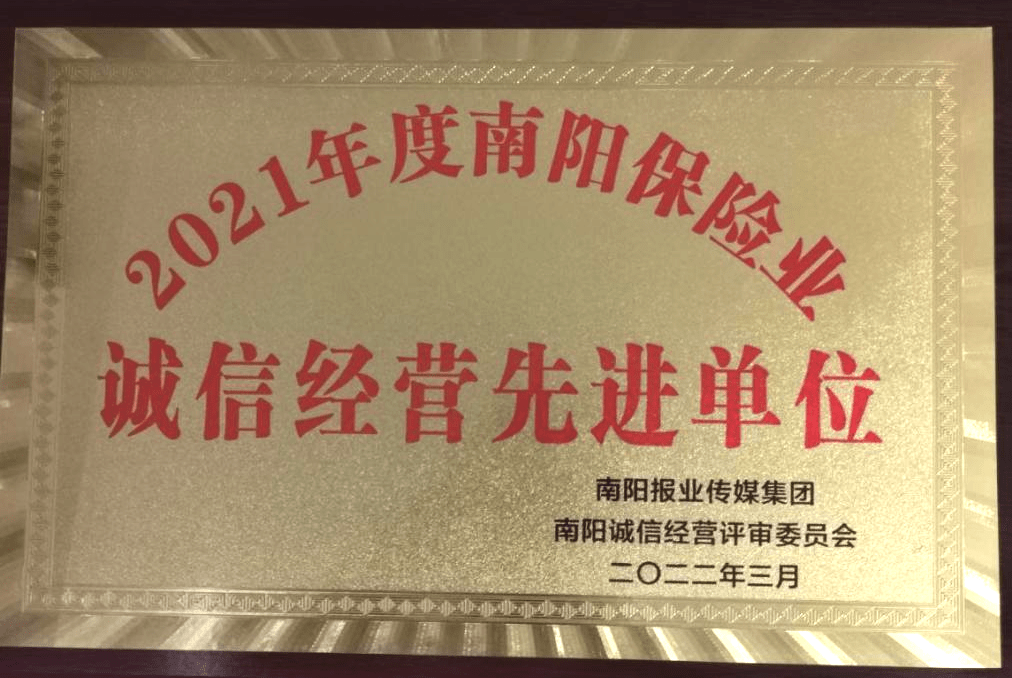 2021年度南阳保险业
诚信经营先进单位
南阳报业传媒集团
南阳诚信经营评审委员会
二〇二二年三月